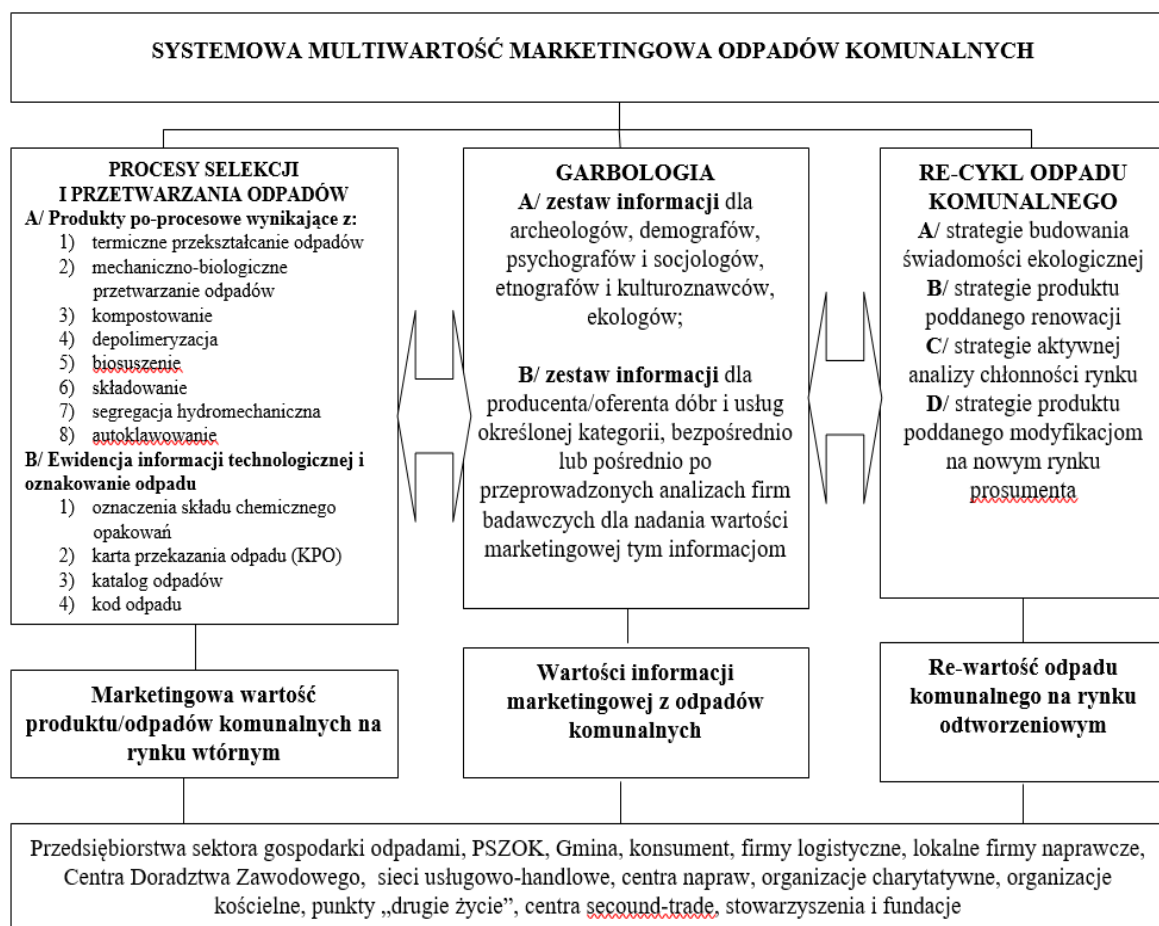 SYSTEMOWA MULTIWARTOŚĆ MARKETINGOWA ODPADÓW KOMUNALNYCH
PROCESY SELEKCJI
I PRZETWARZANIA ODPADÓW
A/ Produkty po-procesowe wynikające z:
1) termiczne przekształcanie odpadów
2) mechaniczno-biologiczne
przetwarzanie odpadów
3) kompostowanie
4) depolimeryzacja
5) biosuszenie
6) składowanie
7) segregacja hydromechaniczna
8) autoklawowanie
B/ Ewidencja informacji technologicznej i
oznakowanie odpadu
1) oznaczenia składu chemicznego
opakowań
2) karta przekazania odpadu (KPO)
3) katalog odpadów
4) kod odpadu
GARBOLOGIA
A/ zestaw informacji dla
archeologów, demografów,
psychografów i socjologów,
etnografów i kulturoznawców,
ekologów;
B/ zestaw informacji dla
producenta/oferenta dóbr i usług
określonej kategorii, bezpośrednio
lub pośrednio po
przeprowadzonych analizach firm
badawczych dla nadania wartości
marketingowej tym informacjom
RE-CYKL ODPADU
KOMUNALNEGO
A/ strategie budowania
świadomości ekologicznej
B/ strategie produktu
poddanego renowacji
C/ strategie aktywnej
analizy chłonności rynku
D/ strategie produktu
poddanego modyfikacjom
na nowym rynku
prosumenta
Marketingowa wartość
produktu/odpadów komunalnych na
rynku wtórnym
Wartości informacji
marketingowej z odpadów
komunalnych
Re-wartość odpadu
komunalnego na rynku
odtworzeniowym
Przedsiębiorstwa sektora gospodarki odpadami, PSZOK, Gmina, konsument, firmy logistyczne, lokalne firmy naprawcze,
Centra Doradztwa Zawodowego, sieci usługowo-handlowe, centra napraw, organizacje charytatywne, organizacje
kościelne, punkty „drugie życie”, centra secound-trade, stowarzyszenia i fundacje